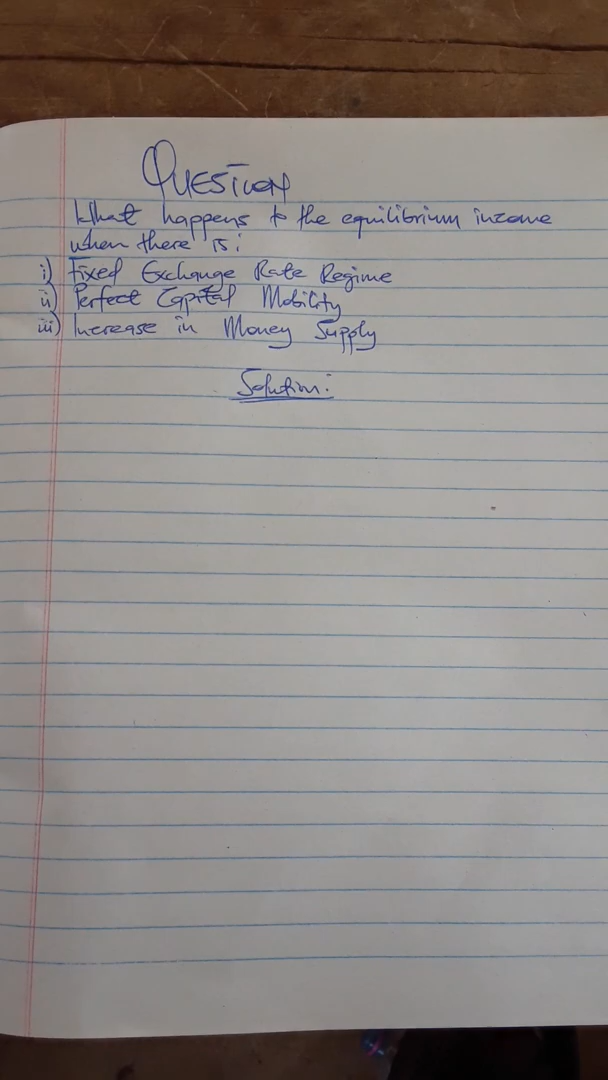 QUESTION
What happens to the equilibrium income
when there is:
i) Fixed Exchange Rate Regime
ii) Perfect Capital Mobility
iii) Increase in Money Supply
Solution: